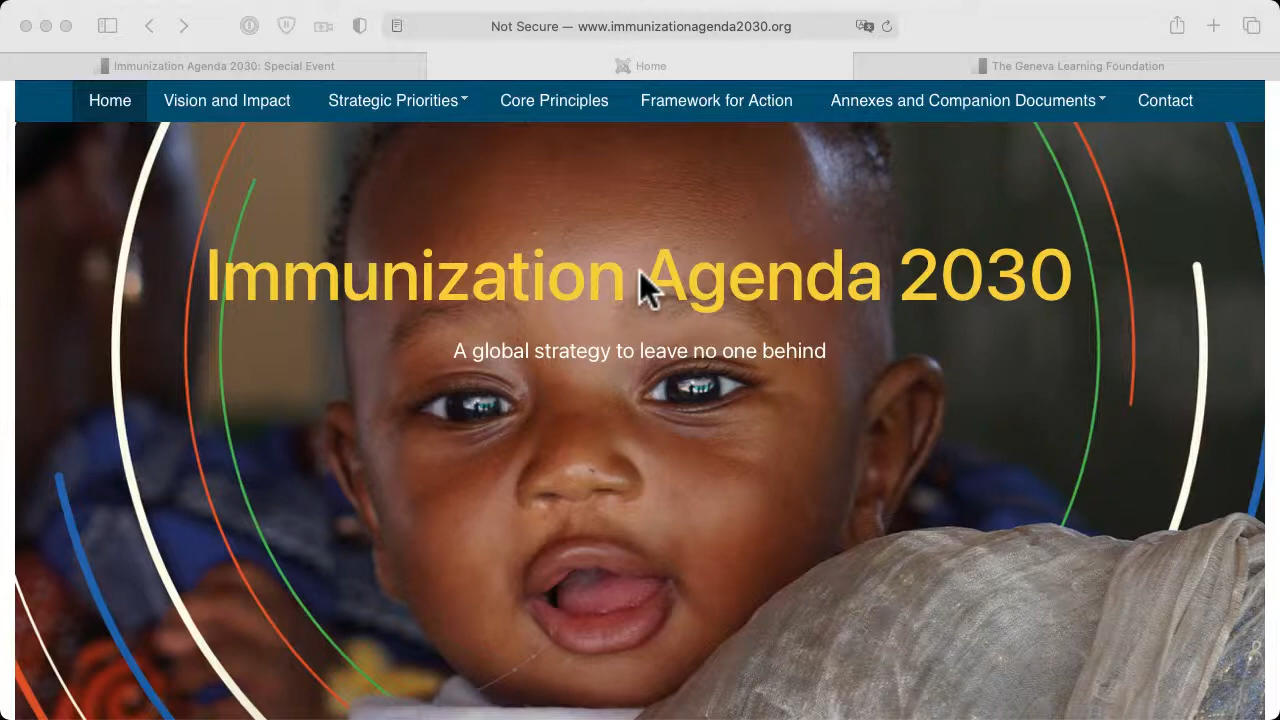 Not Secure — www.immunizationagenda2030.org
Immunization Agenda 2030: Special Event
Home
The Geneva Learning Foundation
Home Vision and Impact Strategic Priorities Core Principles Framework for Action Annexes and Companion Documents Contact
Immunization Agenda 2030
A global strategy to leave no one behind